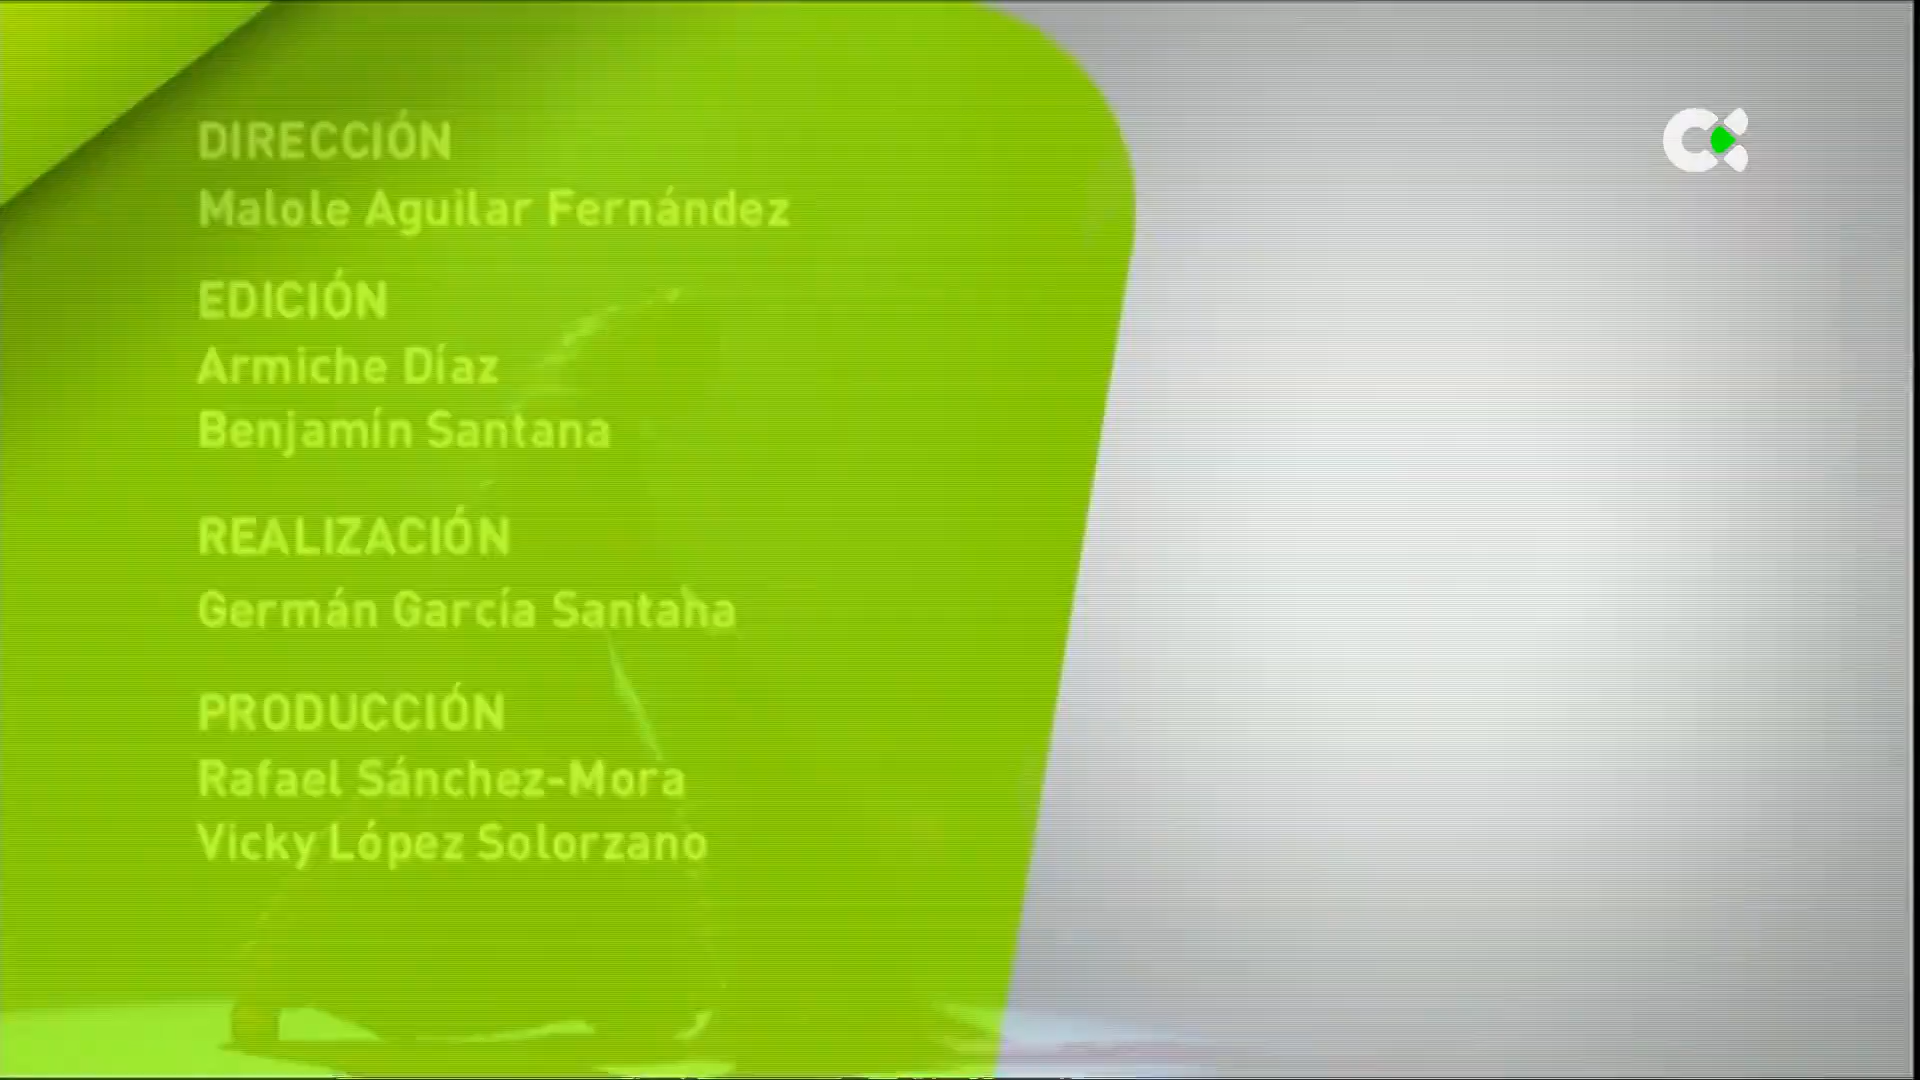 DIRECCIÓN
Malole Aguilar Fernández
EDICIÓN
Armiche Díaz
Benjamín Santana
REALIZACIÓN
Germán García Santana
PRODUCCIÓN
Rafael Sánchez-Mora
Vicky López Solorzano